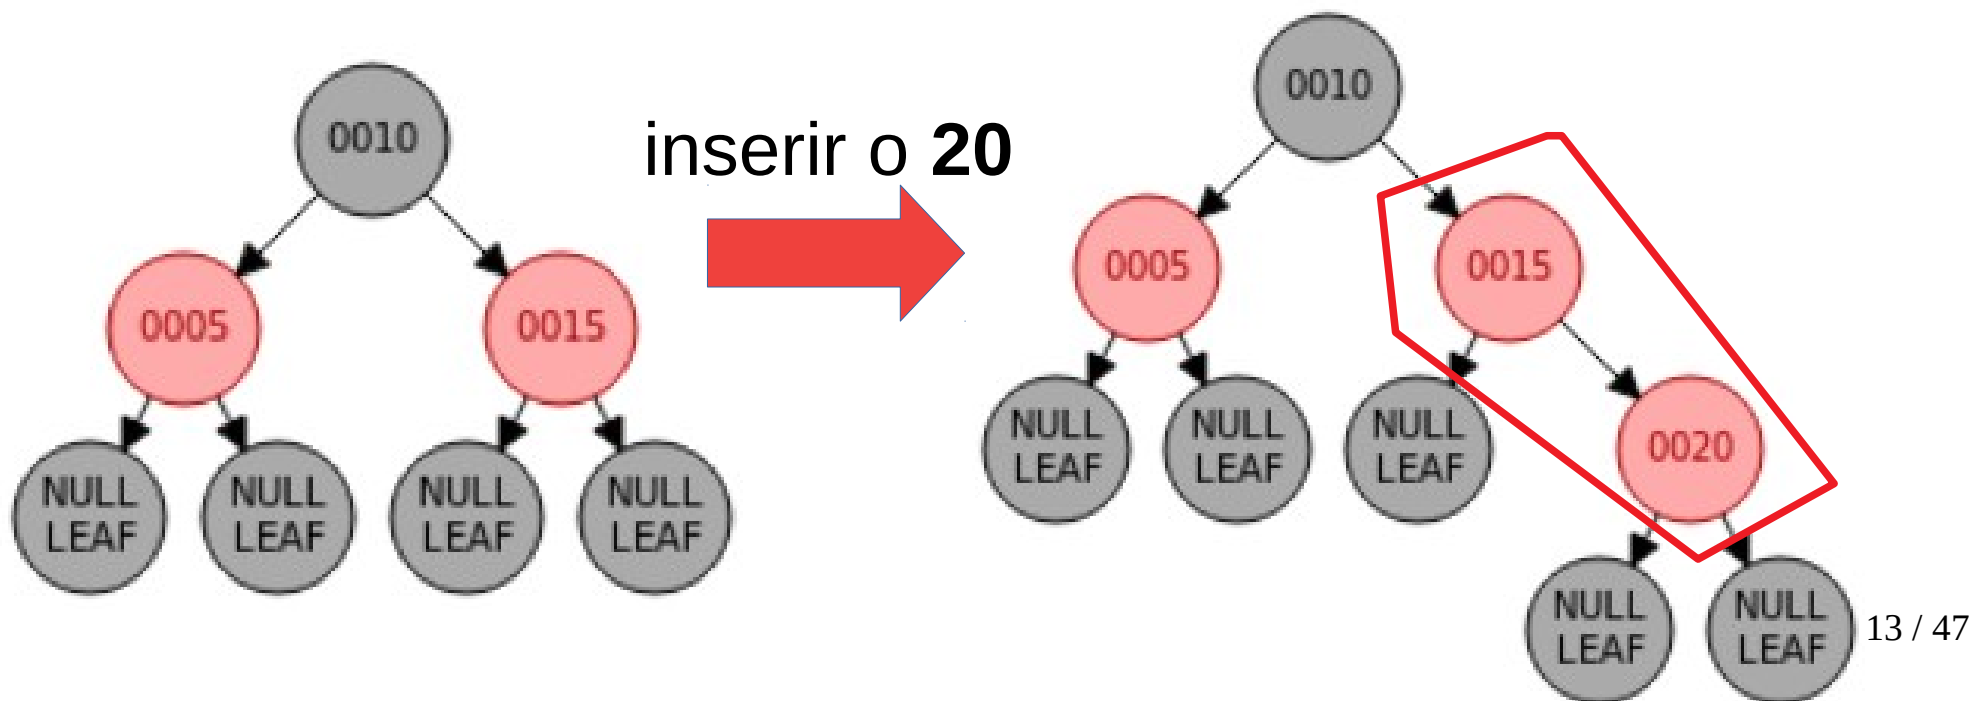 0010
0005
0015
NULL
LEAF
NULL
LEAF
NULL
LEAF
NULL
LEAF
inserir o 20
0010
0005
0015
NULL
LEAF
NULL
LEAF
NULL
LEAF
0020
NULL
LEAF
NULL
LEAF
13 / 47